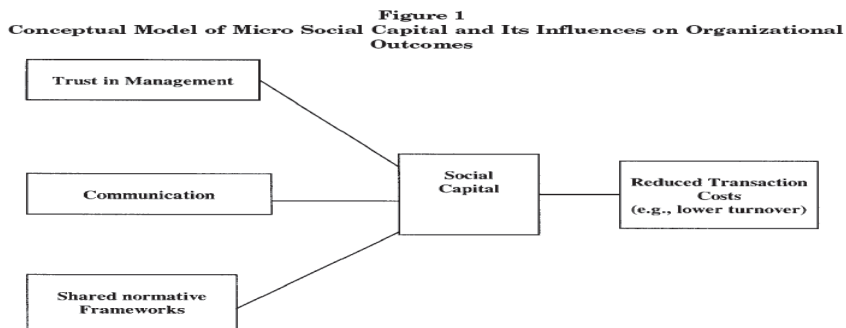 Figure 1
Conceptual Model of Micro Social Capital and Its Influences on Organizational
Outcomes
Trust in Management
Communication
Shared normative
Frameworks
Social
Capital
Reduced Transaction
Costs
(e.g., lower turnover)